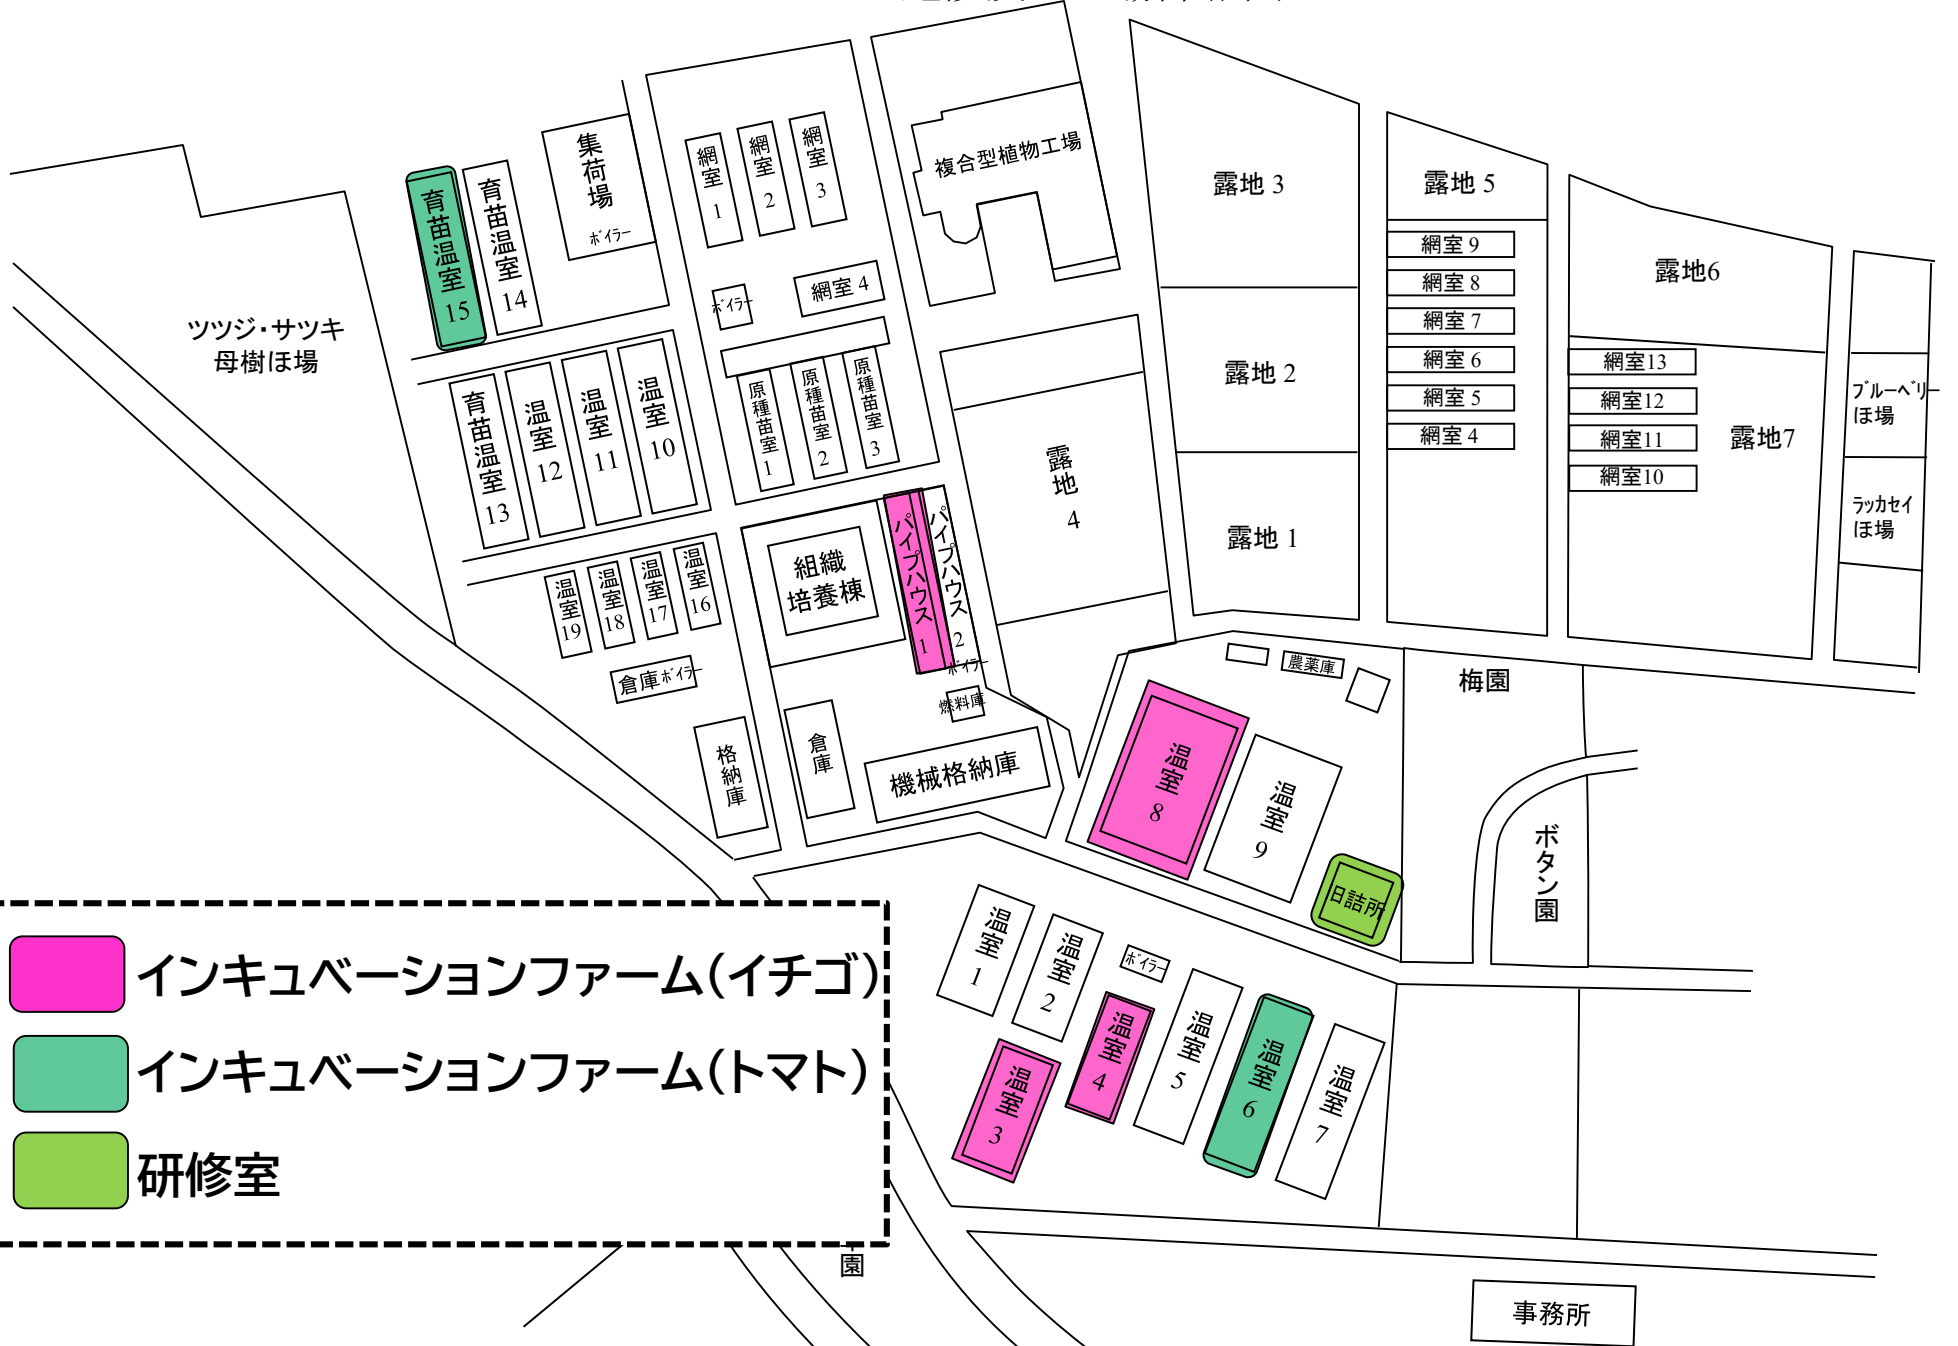 集荷場
ボイラー
網室 1
網室 2
網室 3
複合型植物工場
露地 3
露地 5
網室 9
網室 8
網室 7
網室 6
網室 5
網室 4
露地6
網室13
網室12
網室11
網室10
露地7
ブルーベリー
ほ場
ラッカセイ
ほ場
育苗温室 15
育苗温室 14
ツツジ・サツキ
母樹ほ場
ボイラー
網室 4
露地 2
育苗温室 13
温室 12
温室 11
温室 10
原種苗室 1
原種苗室 2
原種苗室 3
露地 4
露地 1
温室 19
温室 18
温室 17
温室 16
組織
培養棟
パイプハウス 1
パイプハウス 2
ボイラー
燃料庫
倉庫ボイラー
格納庫
倉庫
機械格納庫
農薬庫
梅園
温室 8
温室 9
日詰所
ボタン園
温室 1
温室 2
ボイラー
温室 3
温室 4
温室 5
温室 6
温室 7
インキュベーションファーム(イチゴ)
インキュベーションファーム(トマト)
研修室
園
事務所